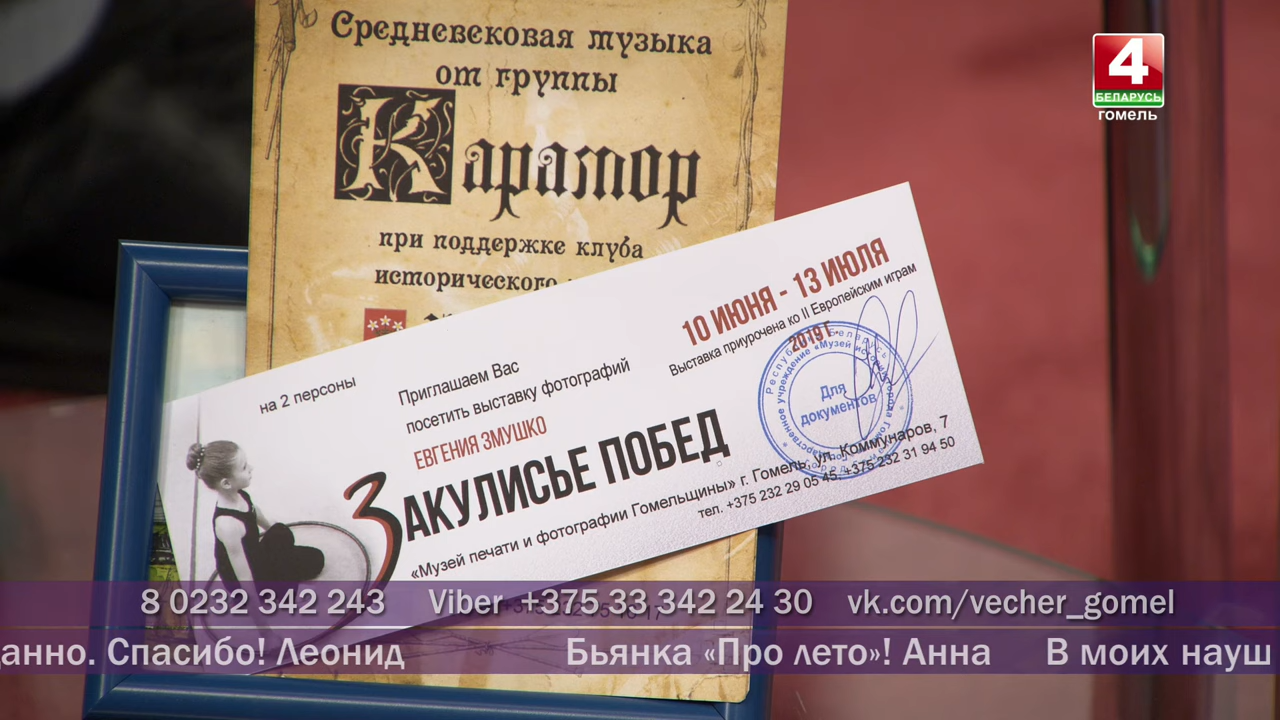 Средневековая музыка
от группы
Карамор
при поддержке клуба
исторического
4
БЕЛАРУСЬ
гомель
на 2 персоны
Приглашаем Вас
посетить выставку фотографий
ЕВГЕНИЯ ЗМУШКО
ЗАКУЛИСЬЕ ПОБЕД
10 ИЮНЯ - 13 ИЮЛЯ
Выставка приурочена ко II Европейским играм
2019 г.
Для
документов
«Музей печати и фотографии Гомельщины» г. Гомель, ул. Коммунаров, 7
тел. +375 232 29 05 45, +375 232 31 94 50
8 0232 342 243 Viber +375 33 342 24 30 vk.com/vecher_gomel
данно. Спасибо! Леонид Бьянка «Про лето»! Анна В моих науш